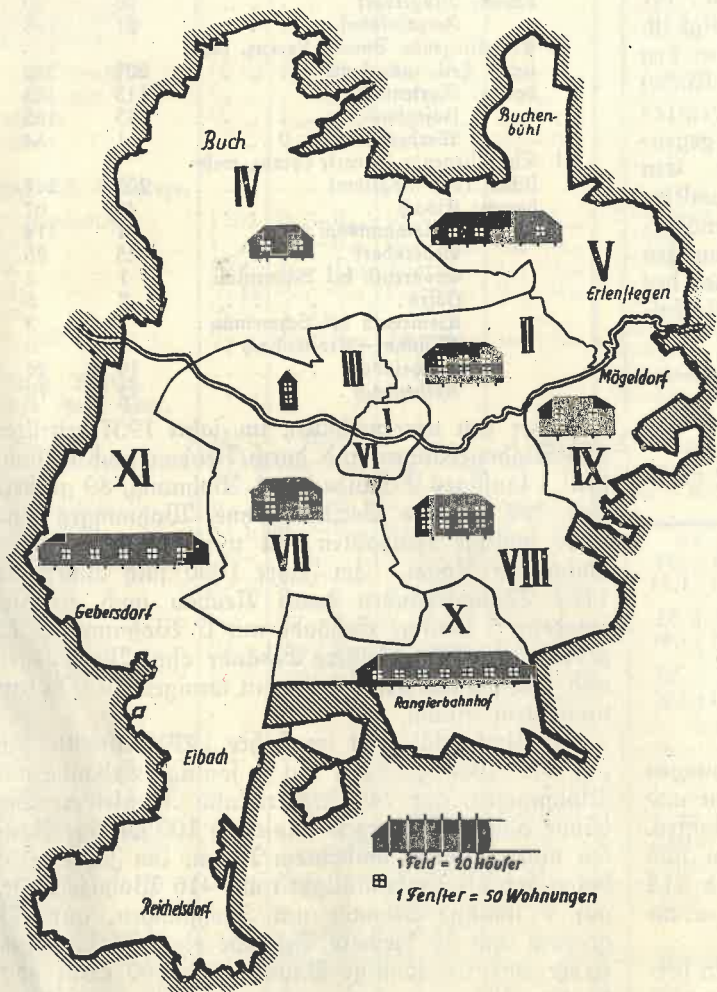 Buch
IV
Buchen-
bühl
V
Erlenstegen
II
III
Mögeldorf
I
XI
VI
IX
VII
VIII
Gebersdorf
X
Rangierbahnhof
Eibach
1 Feld = 20 Häuser
1 Fenster = 50 Wohnungen
Reichelsdorf